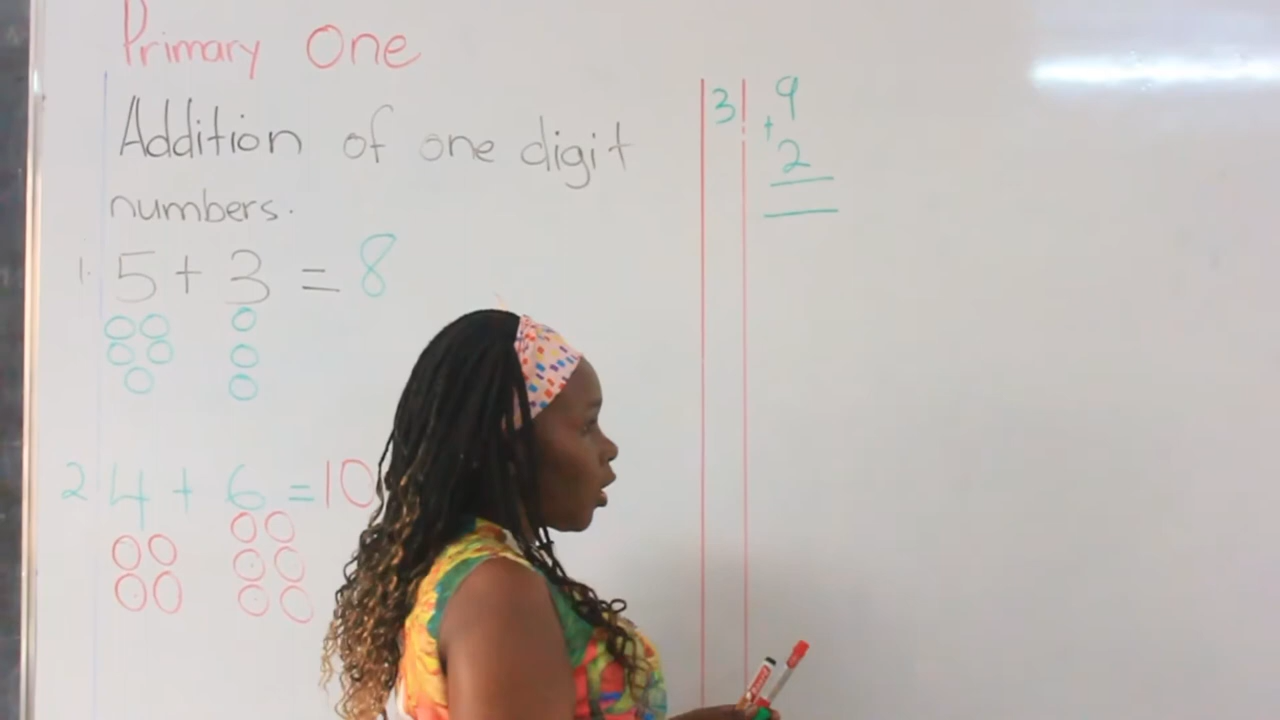 Primary One
Addition of one digit
numbers.
1. 5 + 3 = 8
2 4 + 6 = 10
3 9
+
2